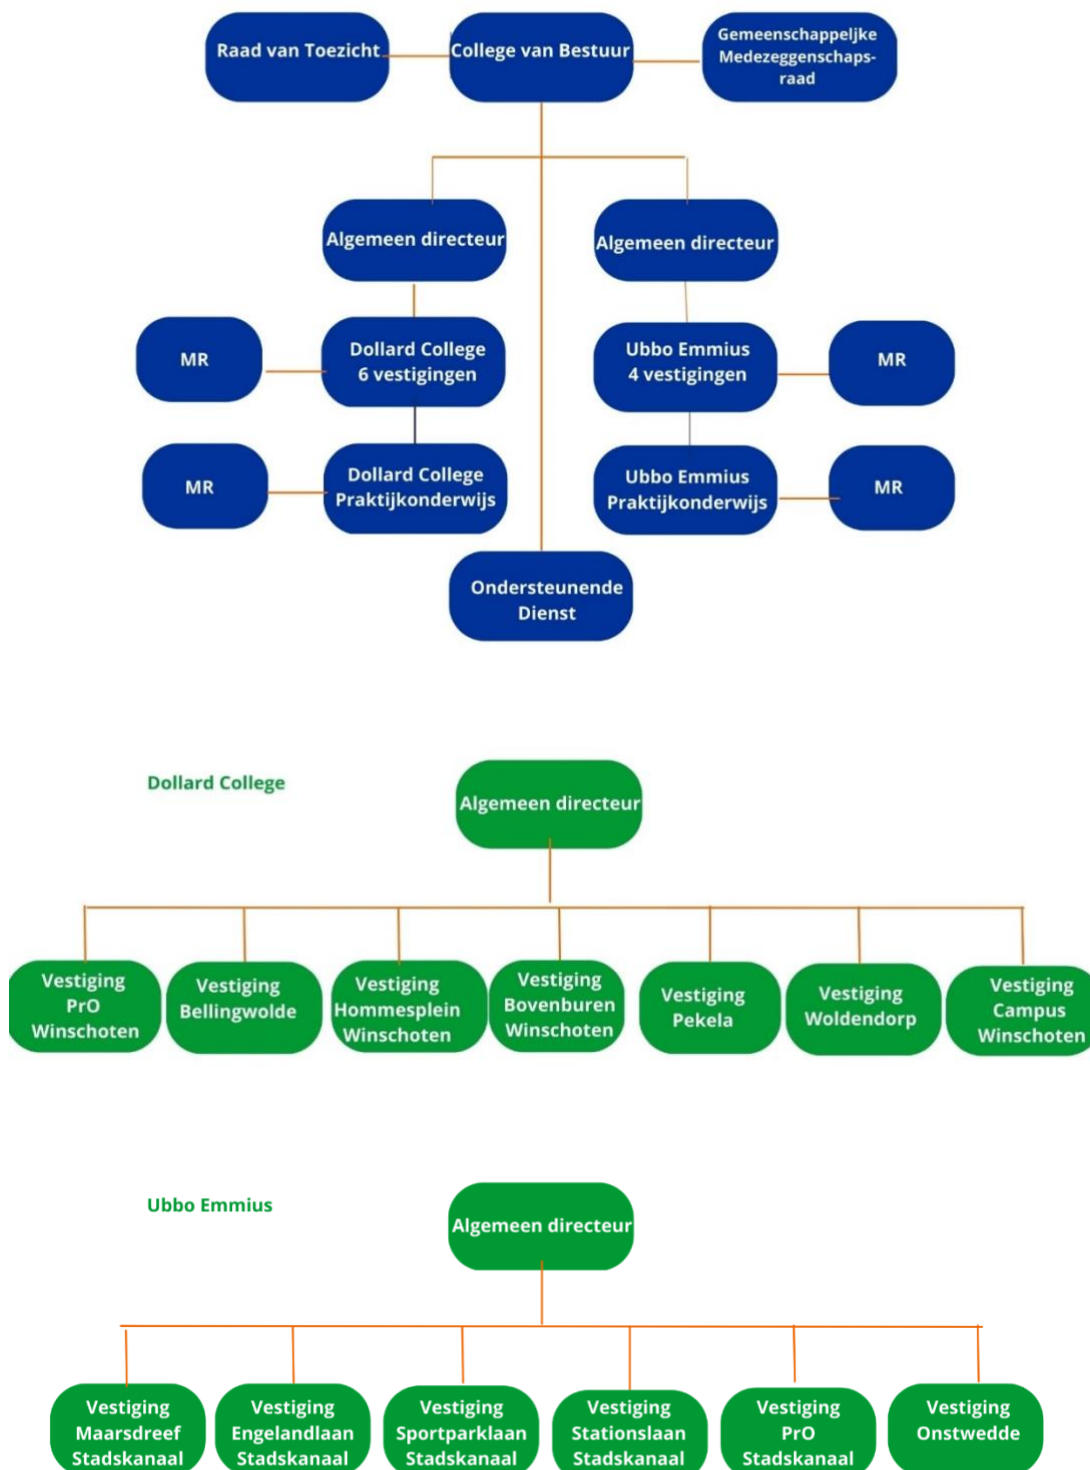 Raad van Toezicht
College van Bestuur
Gemeenschappeljke
Medezeggenschaps-
raad
Algemeen directeur
Algemeen directeur
MR
Dollard College
6 vestigingen
Ubbo Emmius
4 vestigingen
MR
MR
Dollard College
Praktijkonderwijs
Ubbo Emmius
Praktijkonderwijs
MR
Ondersteunende
Dienst
Dollard College
Algemeen directeur
Vestiging
PrO
Winschoten
Vestiging
Bellingwolde
Vestiging
Hommesplein
Winschoten
Vestiging
Bovenburen
Winschoten
Vestiging
Pekela
Vestiging
Woldendorp
Vestiging
Campus
Winschoten
Ubbo Emmius
Algemeen directeur
Vestiging
Maarsdreef
Stadskanaal
Vestiging
Engelandlaan
Stadskanaal
Vestiging
Sportparklaan
Stadskanaal
Vestiging
Stationslaan
Stadskanaal
Vestiging
PrO
Stadskanaal
Vestiging
Onstwedde